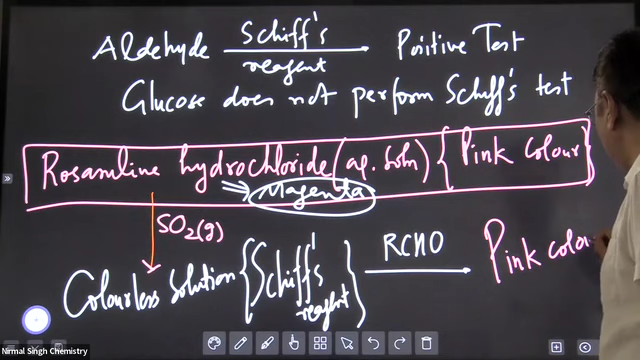 Aldehyde Schiff's reagent Positive Test
Glucose does not perform Schiff's test
Rosaniline hydrochloride (aq. soln) {Pink Colour}
⇒ Magenta
SO2(g)
Colourless Solution {Schiff's reagent} RCHO Pink colou
Nirmal Singh Chemistry